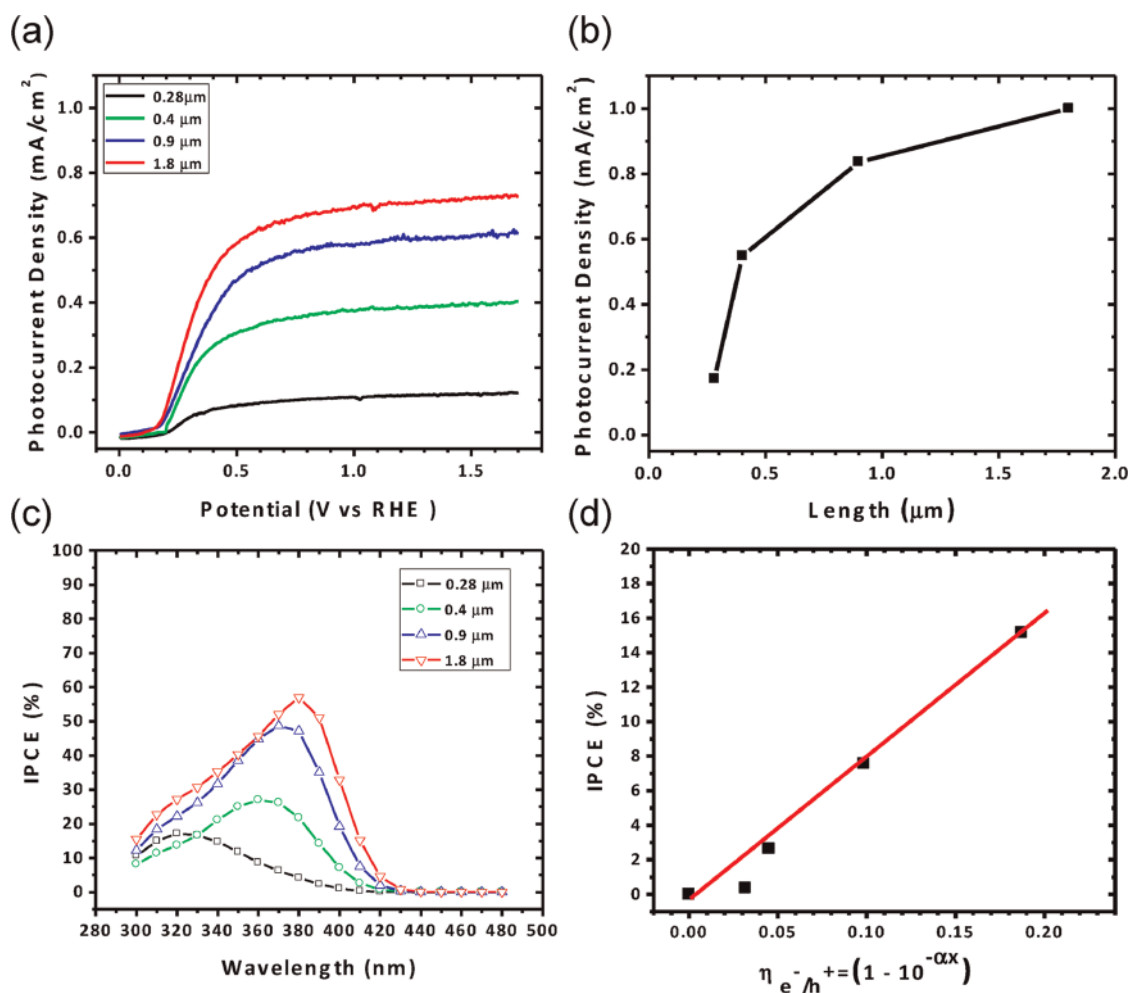 (a)
Photocurrent Density (mA/cm²)
1.0
0.8
0.6
0.4
0.2
0.0
0.28μm
0.4 μm
0.9 μm
1.8 μm
0.0 0.5 1.0 1.5
Potential (V vs RHE )
(b)
Photocurrent Density (mA/cm²)
1.0
0.8
0.6
0.4
0.2
0.0
0.0 0.5 1.0 1.5 2.0
Length (μm)
(c)
IPCE (%)
100
90
80
70
60
50
40
30
20
10
0
0.28 μm
0.4 μm
0.9 μm
1.8 μm
280 300 320 340 360 380 400 420 440 460 480 500
Wavelength (nm)
(d)
IPCE (%)
20
18
16
14
12
10
8
6
4
2
0
0.00 0.05 0.10 0.15 0.20
η e⁻/h⁺=(1 - 10^-αx)